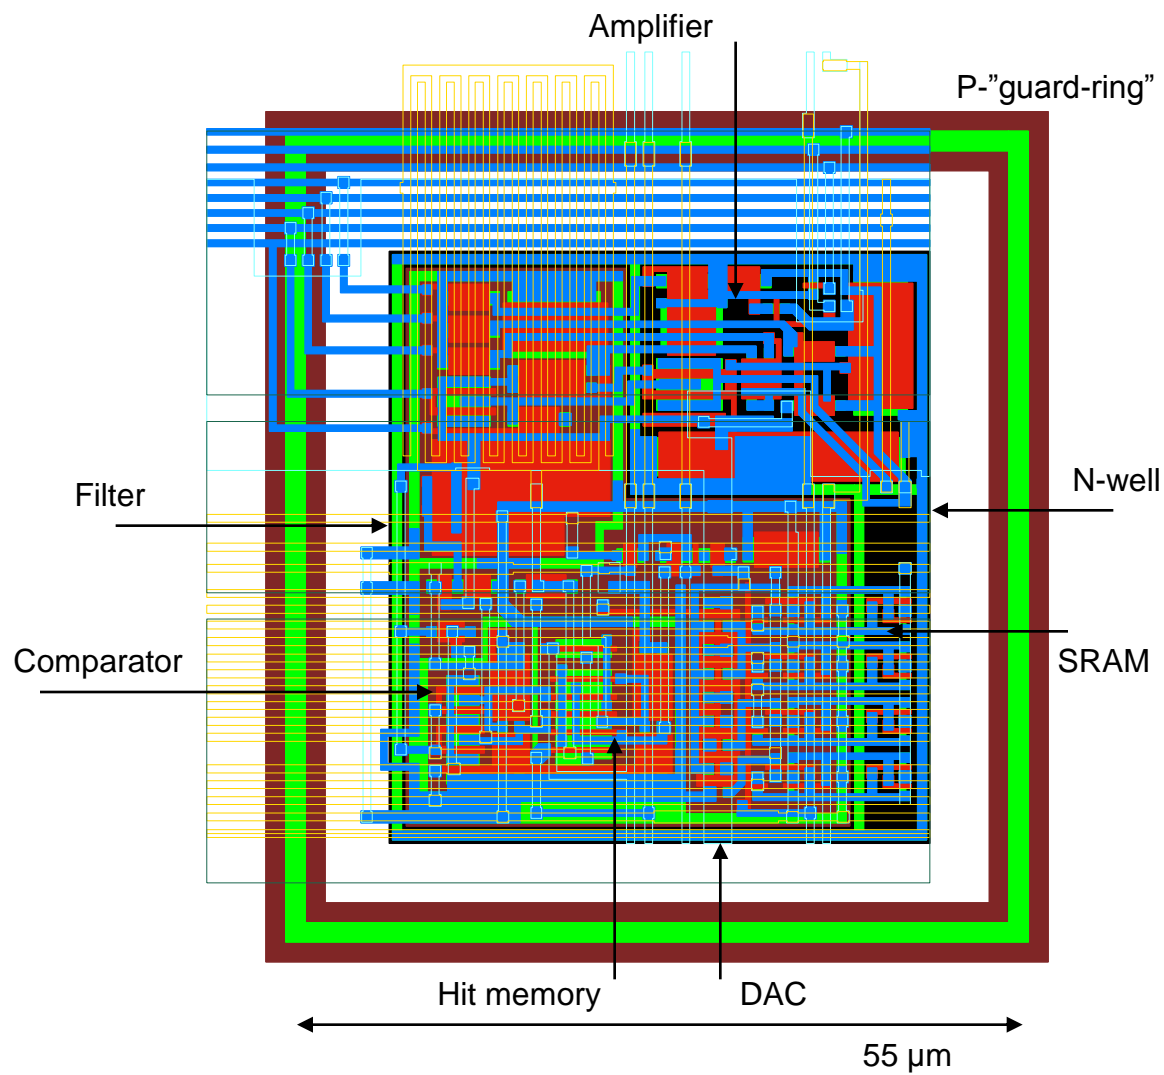 Amplifier
P-”guard-ring”
Filter
N-well
Comparator
SRAM
Hit memory
DAC
55 µm